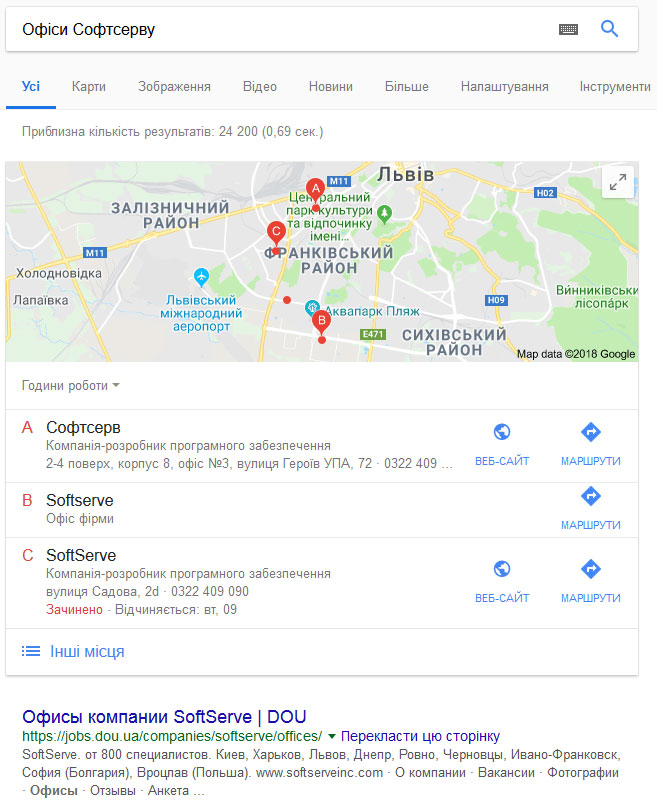 Офіси Софтсерву
Усі Карти Зображення Відео Новини Більше Налаштування Інструменти
Приблизна кількість результатів: 24 200 (0,69 сек.)
Львів
A M11
H02
ЗАЛІЗНИЧНИЙ
РАЙОН
Центральний
парк культури
та відпочинку
імені...
C
ФРАНКІВСЬКИЙ
РАЙОН
M11
Холодновідка
Лапаївка
Львівський
міжнародний
аеропорт
H09
Винниківський
лісопарк
Аквапарк Пляж
B
E471
СИХІВСЬКИЙ
РАЙОН
Map data ©2018 Google
Години роботи
A Софтсерв
Компанія-розробник програмного забезпечення
2-4 поверх, корпус 8, офіс №3, вулиця Героїв УПА, 72 · 0322 409 ...
ВЕБ-САЙТ МАРШРУТИ
B Softserve
Офіс фірми
МАРШРУТИ
C SoftServe
Компанія-розробник програмного забезпечення
вулиця Садова, 2d · 0322 409 090
Зачинено · Відчиняється: вт, 09
ВЕБ-САЙТ МАРШРУТИ
Інші місця
Офисы компании SoftServe | DOU
https://jobs.dou.ua/companies/softserve/offices/ Перекласти цю сторінку
SoftServe. от 800 специалистов. Киев, Харьков, Львов, Днепр, Ровно, Черновцы, Ивано-Франковск,
София (Болгария), Вроцлав (Польша). www.softserveinc.com · О компании · Вакансии · Фотографии
· Офисы · Отзывы · Анкета ...